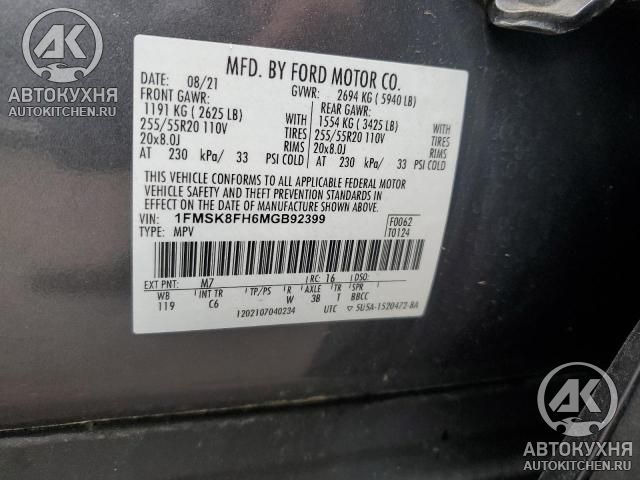 АК
АВТОКУХНЯ
AUTOKITCHEN.RU
MFD. BY FORD MOTOR CO.
DATE: 08/21 GVWR: 2694 KG ( 5940 LB)
FRONT GAWR: REAR GAWR:
1191 KG ( 2625 LB) WITH 1554 KG ( 3425 LB) WITH
255/55R20 110V TIRES 255/55R20 110V TIRES
20x8.0J RIMS 20x8.0J RIMS
AT 230 kPa/ 33 PSI COLD AT 230 kPa/ 33 PSI COLD
THIS VEHICLE CONFORMS TO ALL APPLICABLE FEDERAL MOTOR
VEHICLE SAFETY AND THEFT PREVENTION STANDARDS IN
EFFECT ON THE DATE OF MANUFACTURE SHOWN ABOVE.
VIN: 1FMSK8FH6MGB92399 F0062
TYPE: MPV T0124
EXT PNT: M7 RC: 16 DSO:
WB INT TR TP/PS R AXLE TR SPR
119 C6 W 3B 1 BBCC
1202107040234 UTC ▽ 5U5A-1520472-BA
АК
АВТОКУХНЯ
AUTOKITCHEN.RU